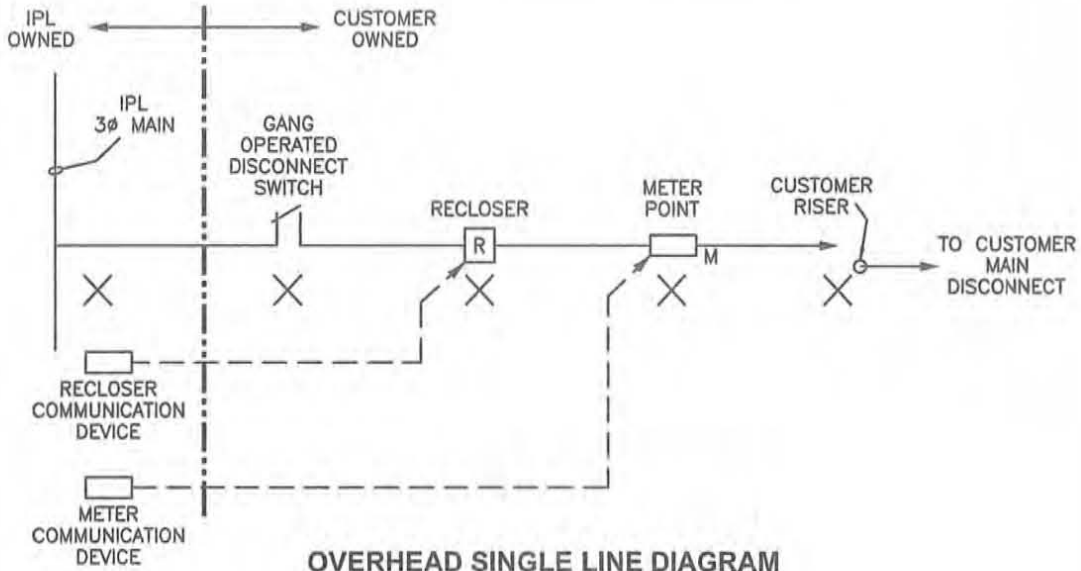 IPL
OWNED
CUSTOMER
OWNED
IPL
3ø MAIN
GANG
OPERATED
DISCONNECT
SWITCH
RECLOSER
R
METER
POINT
M
CUSTOMER
RISER
TO CUSTOMER
MAIN
DISCONNECT
RECLOSER
COMMUNICATION
DEVICE
METER
COMMUNICATION
DEVICE
OVERHEAD SINGLE LINE DIAGRAM